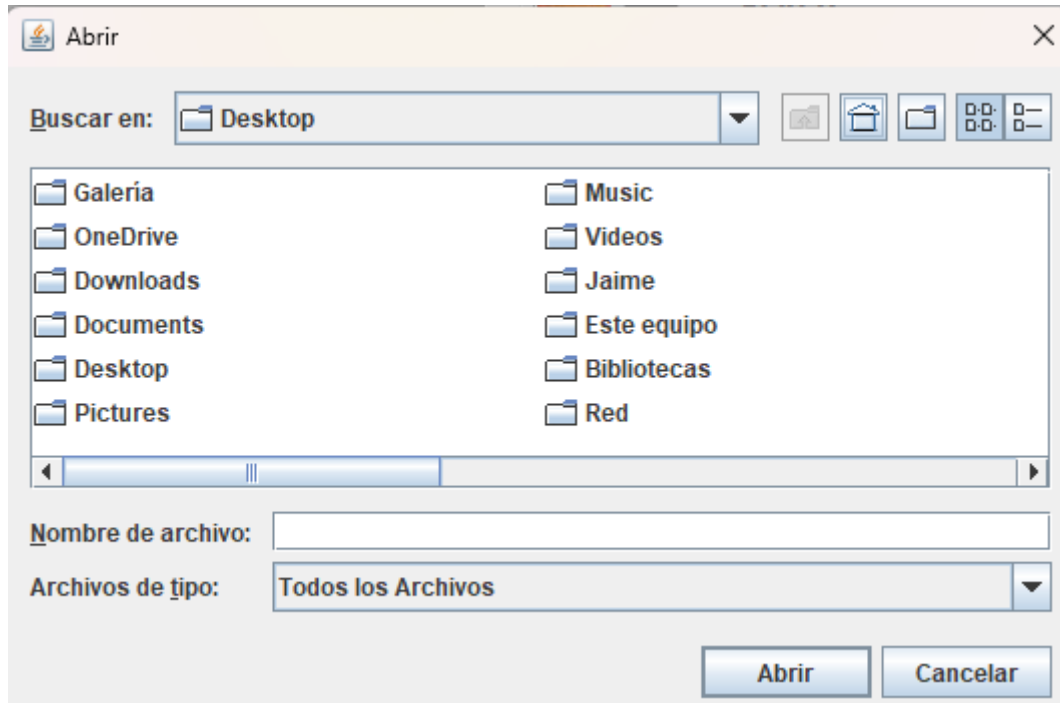 Abrir
Buscar en: Desktop
Galería
OneDrive
Downloads
Documents
Desktop
Pictures
Music
Videos
Jaime
Este equipo
Bibliotecas
Red
Nombre de archivo:
Archivos de tipo: Todos los Archivos
Abrir Cancelar